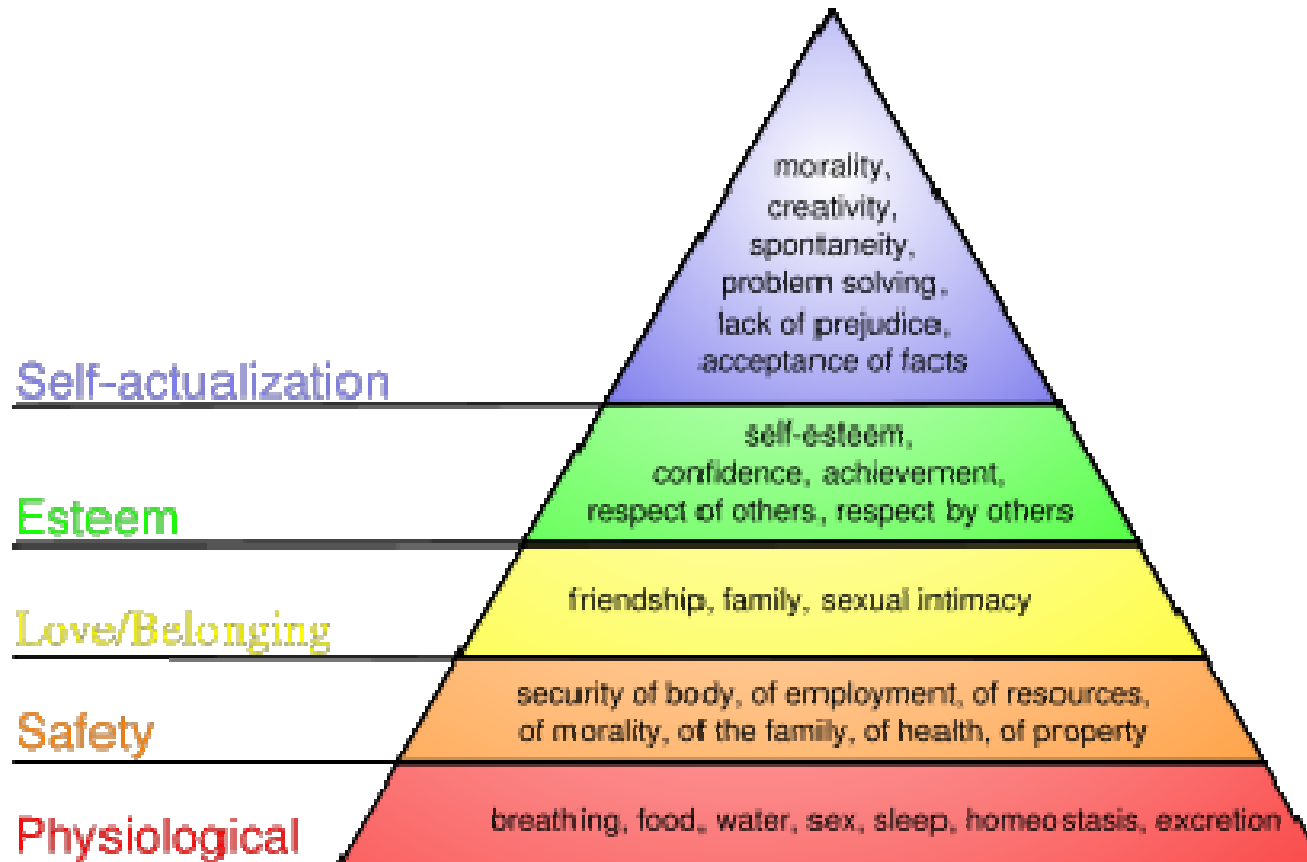 morality,
creativity,
spontaneity,
problem solving,
lack of prejudice,
acceptance of facts
Self-actualization
self-esteem,
confidence, achievement,
respect of others, respect by others
Esteem
friendship, family, sexual intimacy
Love/Belonging
security of body, of employment, of resources,
of morality, of the family, of health, of property
Safety
breathing, food, water, sex, sleep, homeostasis, excretion
Physiological